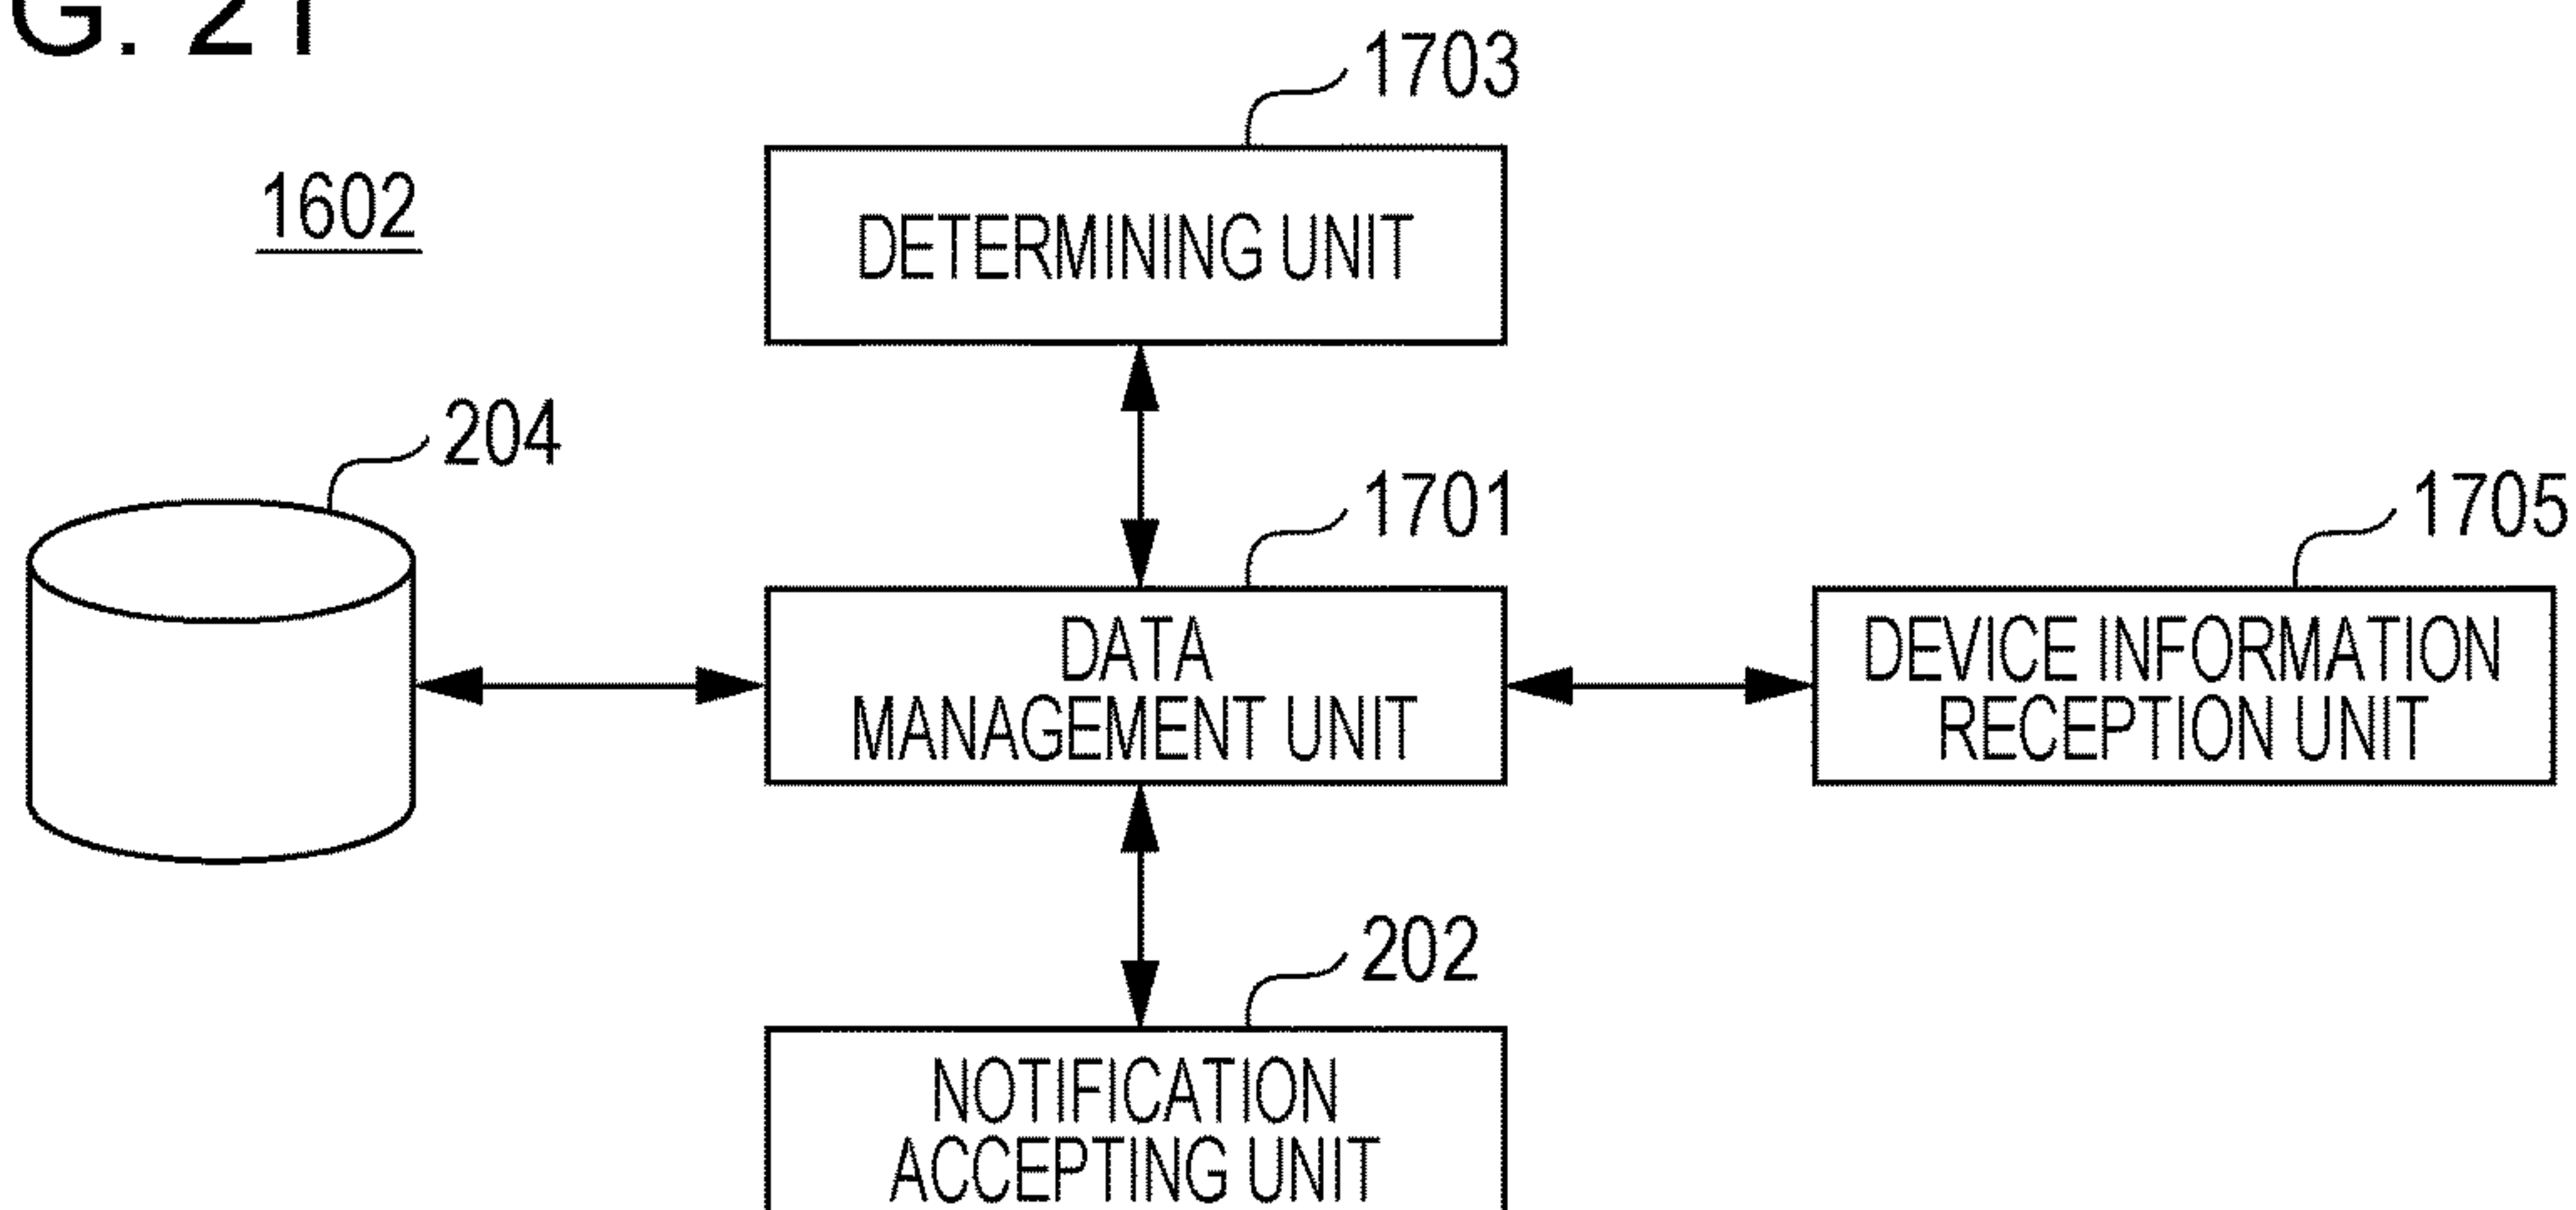 G. 21
1703
1602
DETERMINING UNIT
204
1701
1705
DATA
MANAGEMENT UNIT
DEVICE INFORMATION
RECEPTION UNIT
202
NOTIFICATION
ACCEPTING UNIT